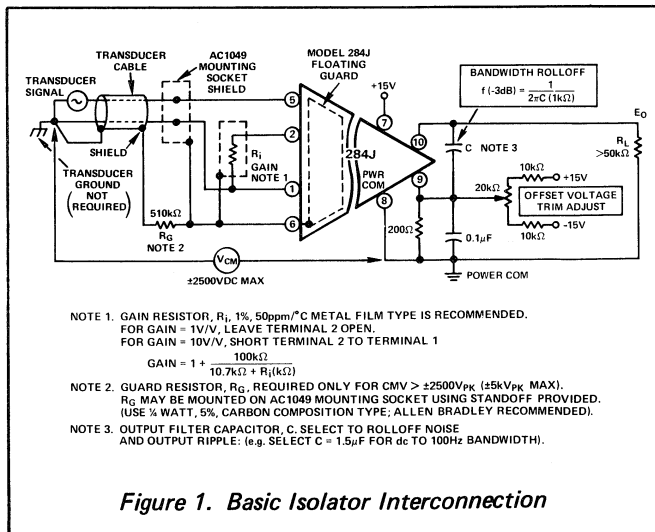 TRANSDUCER
CABLE
TRANSDUCER
SIGNAL
AC1049
MOUNTING
SOCKET
SHIELD
MODEL 284J
FLOATING
GUARD
+15V
BANDWIDTH ROLLOFF
f (-3dB) = 1
2πC (1kΩ)
5
7
10
EO
2
284J
C NOTE 3
RL
>50kΩ
Ri
GAIN
NOTE 1
SHIELD
TRANSDUCER
GROUND
NOT
REQUIRED
1
PWR
COM
9
8
6
10kΩ
+15V
20kΩ
OFFSET VOLTAGE
TRIM ADJUST
10kΩ
-15V
510kΩ
RG
NOTE 2
200Ω
0.1μF
VCM
±2500VDC MAX
POWER COM
NOTE 1. GAIN RESISTOR, Ri, 1%, 50ppm/°C METAL FILM TYPE IS RECOMMENDED.
FOR GAIN = 1V/V, LEAVE TERMINAL 2 OPEN.
FOR GAIN = 10V/V, SHORT TERMINAL 2 TO TERMINAL 1
GAIN = 1 + 100kΩ
10.7kΩ + Ri(kΩ)
NOTE 2. GUARD RESISTOR, RG, REQUIRED ONLY FOR CMV > ±2500VPK (±5kVPK MAX).
RG MAY BE MOUNTED ON AC1049 MOUNTING SOCKET USING STANDOFF PROVIDED.
(USE ¼ WATT, 5%, CARBON COMPOSITION TYPE; ALLEN BRADLEY RECOMMENDED).
NOTE 3. OUTPUT FILTER CAPACITOR, C. SELECT TO ROLLOFF NOISE
AND OUTPUT RIPPLE: (e.g. SELECT C = 1.5μF FOR dc TO 100Hz BANDWIDTH).
Figure 1. Basic Isolator Interconnection